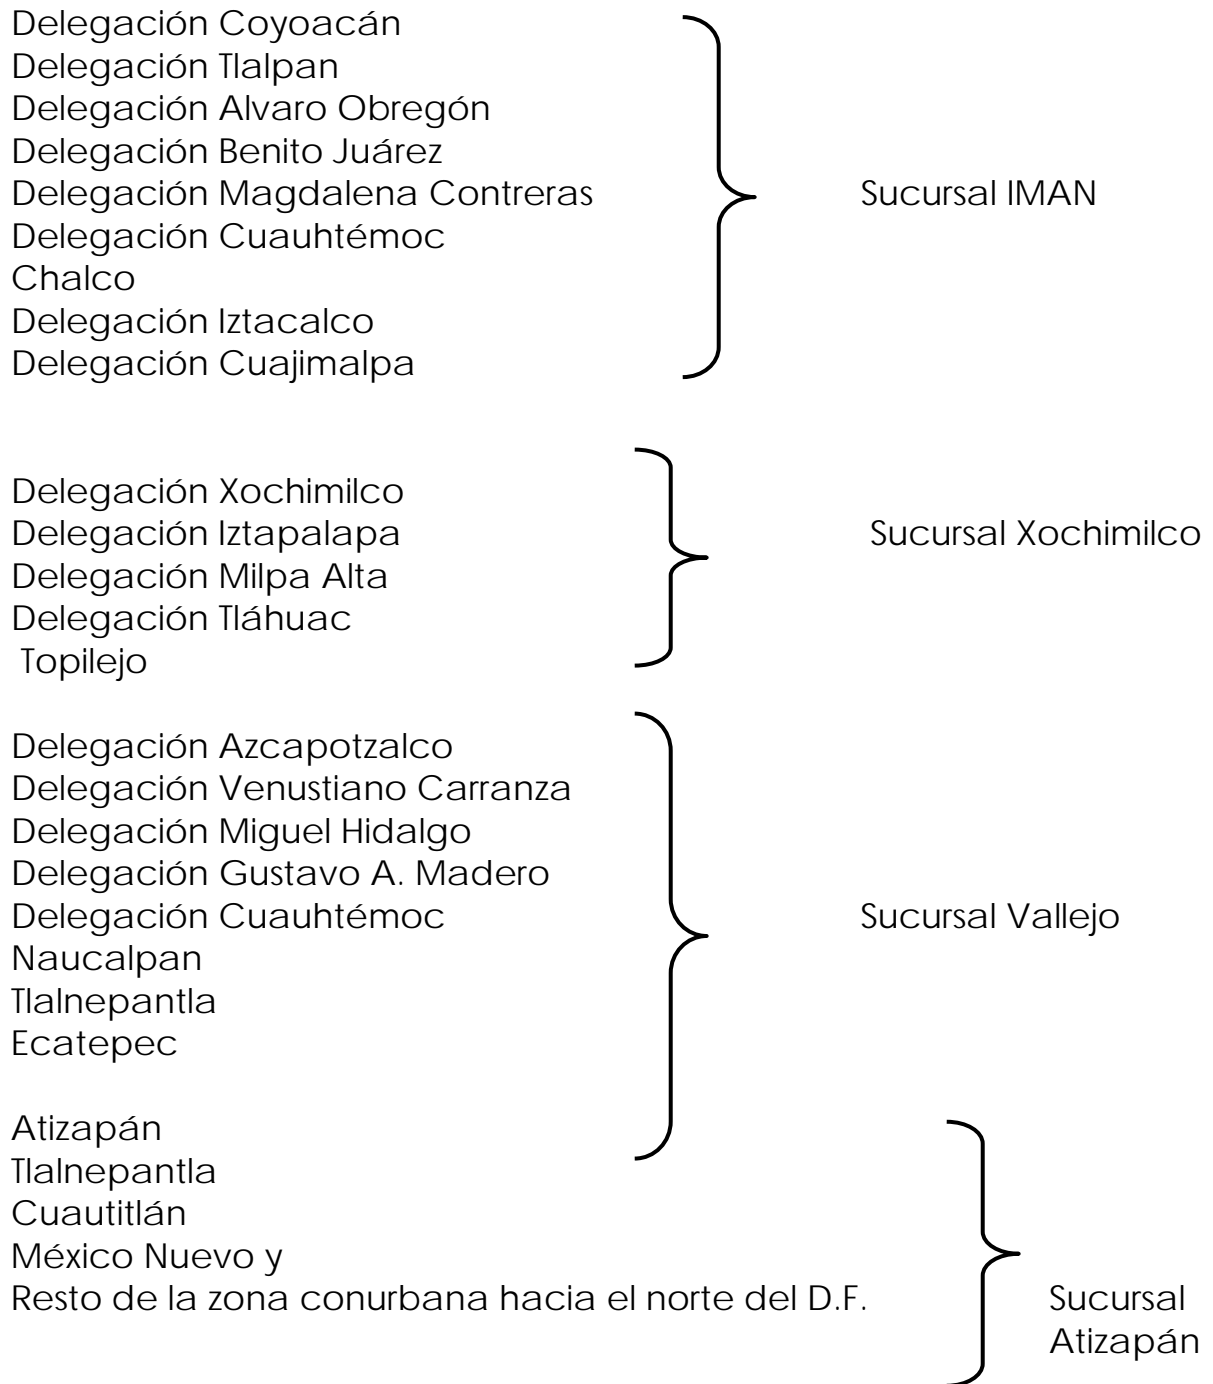 Delegación Coyoacán
Delegación Tlalpan
Delegación Alvaro Obregón
Delegación Benito Juárez
Delegación Magdalena Contreras Sucursal IMAN
Delegación Cuauhtémoc
Chalco
Delegación Iztacalco
Delegación Cuajimalpa
Delegación Xochimilco
Delegación Iztapalapa Sucursal Xochimilco
Delegación Milpa Alta
Delegación Tláhuac
Topilejo
Delegación Azcapotzalco
Delegación Venustiano Carranza
Delegación Miguel Hidalgo
Delegación Gustavo A. Madero
Delegación Cuauhtémoc Sucursal Vallejo
Naucalpan
Tlalnepantla
Ecatepec
Atizapán
Tlalnepantla
Cuautitlán
México Nuevo y
Resto de la zona conurbana hacia el norte del D.F. Sucursal
Atizapán